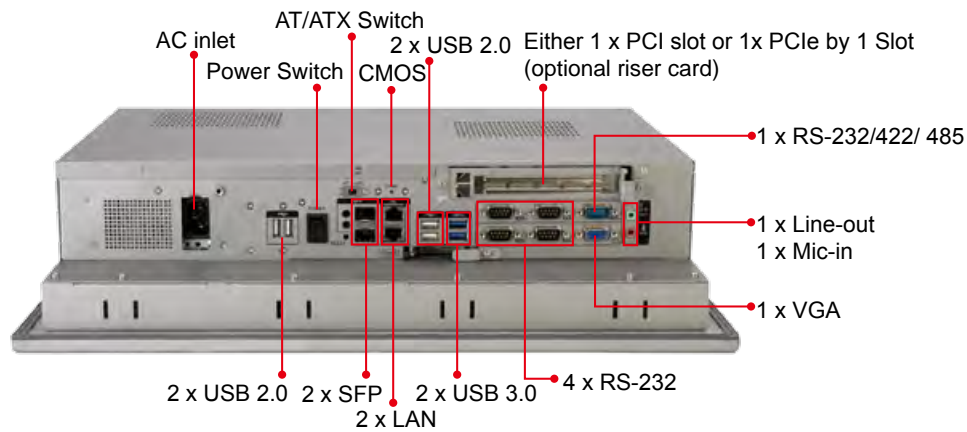 AT/ATX Switch
AC inlet
2 x USB 2.0
Either 1 x PCI slot or 1x PCIe by 1 Slot
(optional riser card)
Power Switch
CMOS
1 x RS-232/422/ 485
1 x Line-out
1 x Mic-in
1 x VGA
2 x USB 2.0
2 x SFP
2 x USB 3.0
4 x RS-232
2 x LAN